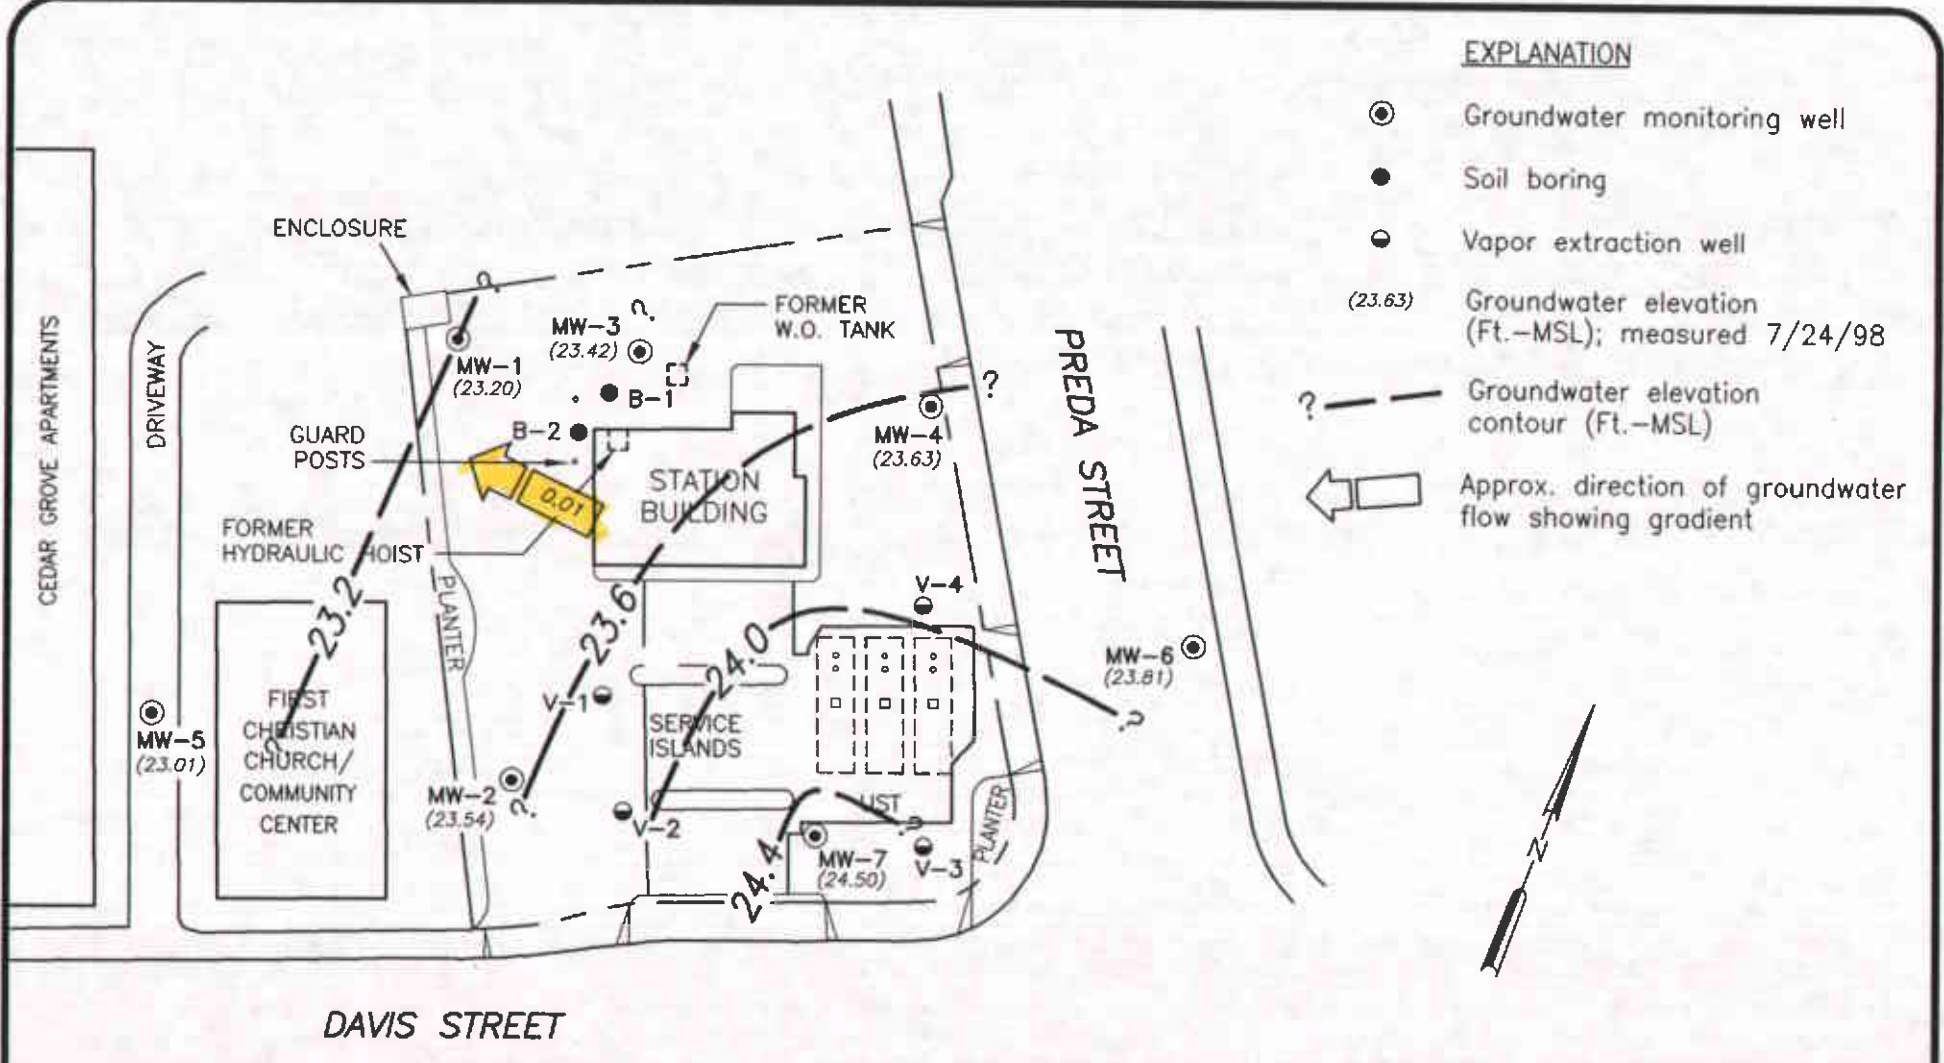 EXPLANATION
Groundwater monitoring well
Soil boring
Vapor extraction well
(23.63)
Groundwater elevation
(Ft.-MSL); measured 7/24/98
?
Groundwater elevation
contour (Ft.-MSL)
Approx. direction of groundwater
flow showing gradient
ENCLOSURE
?
MW-3
(23.42)
?
FORMER
W.O. TANK
MW-1
(23.20)
B-1
B-2
GUARD
POSTS
0.01
STATION
BUILDING
MW-4
(23.63)
?
PREDA STREET
CEDAR GROVE APARTMENTS
DRIVEWAY
FORMER
HYDRAULIC HOIST
PLANTER
23.2
23.6
24.0
V-4
MW-6
(23.81)
?
V-1
SERVICE
ISLANDS
MW-5
(23.01)
?
FIRST
CHRISTIAN
CHURCH/
COMMUNITY
CENTER
MW-2
(23.54)
?
V-2
UST
?
24.4
MW-7
(24.50)
V-3
PLANTER
N
DAVIS STREET